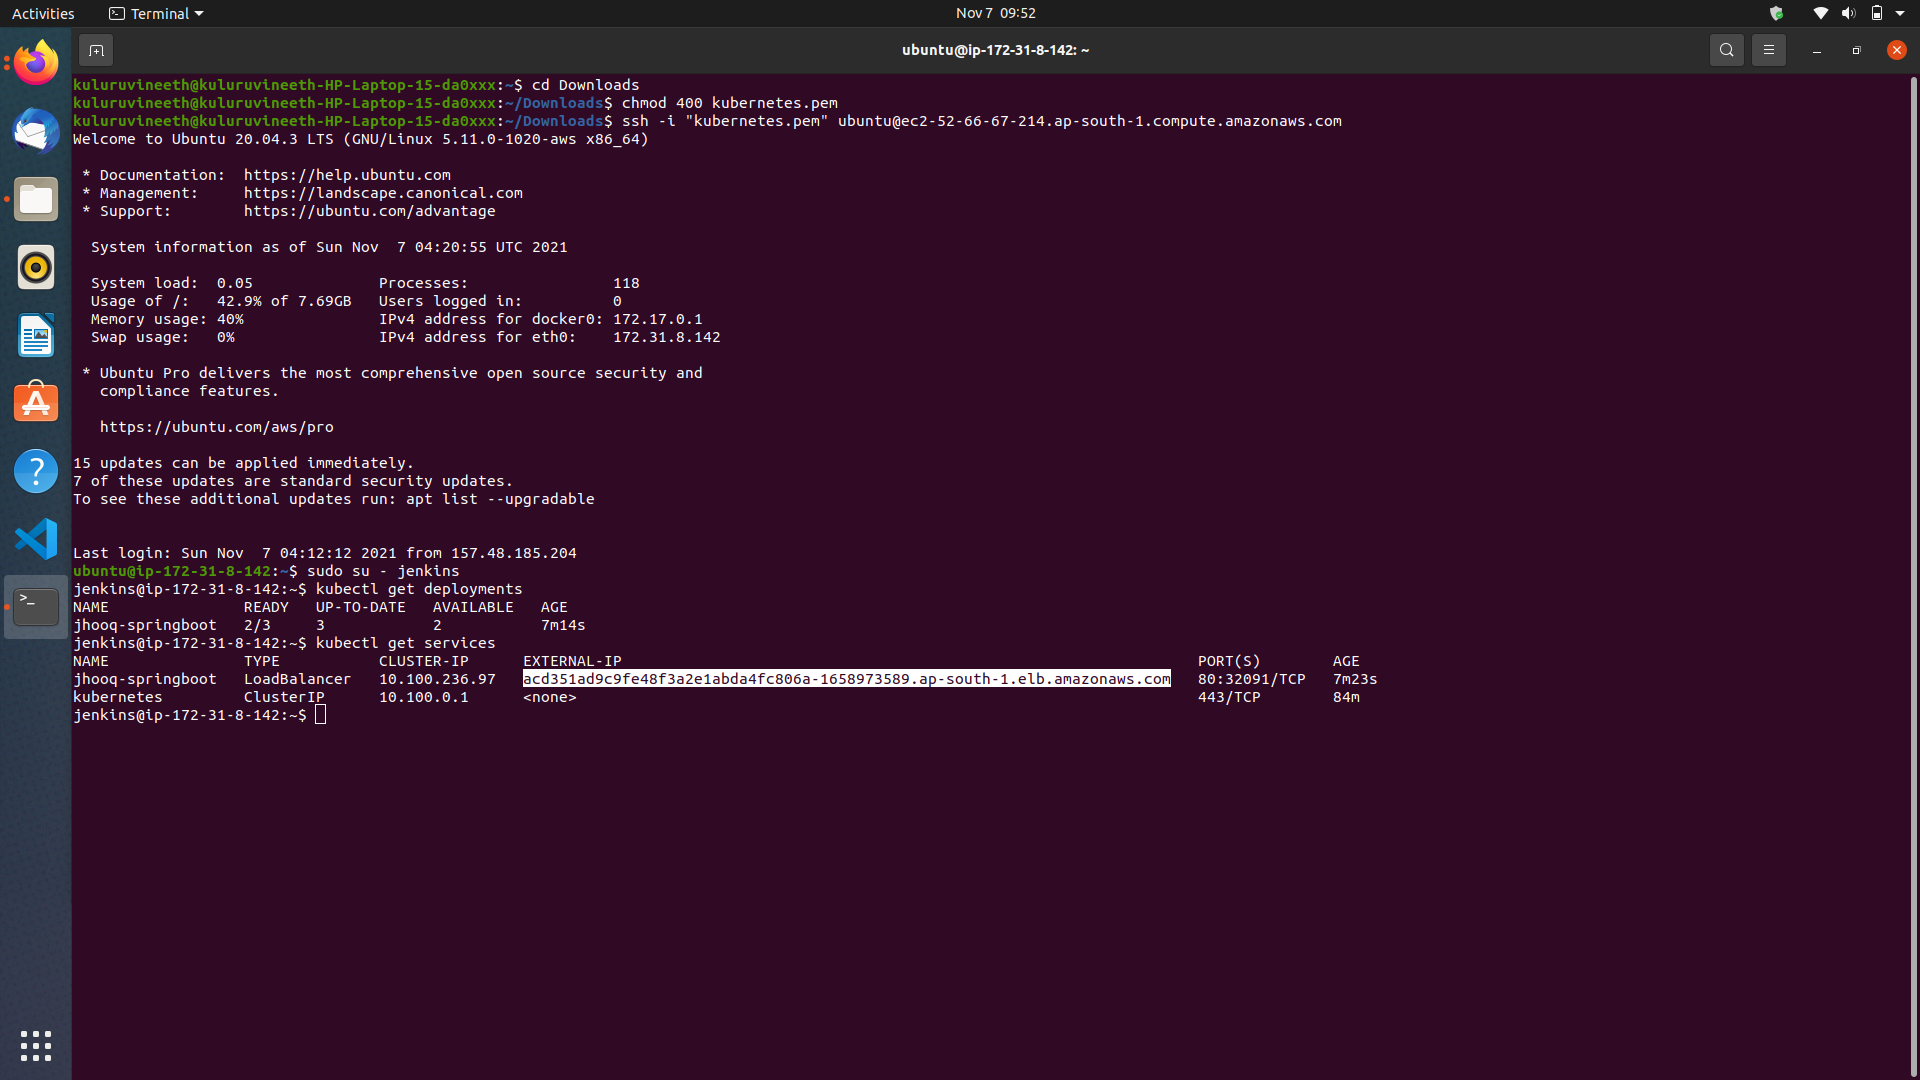 Activities Terminal Nov 7 09:52
ubuntu@ip-172-31-8-142: ~
kuluruvineeth@kuluruvineeth-HP-Laptop-15-da0xxx:~$ cd Downloads
kuluruvineeth@kuluruvineeth-HP-Laptop-15-da0xxx:~/Downloads$ chmod 400 kubernetes.pem
kuluruvineeth@kuluruvineeth-HP-Laptop-15-da0xxx:~/Downloads$ ssh -i "kubernetes.pem" ubuntu@ec2-52-66-67-214.ap-south-1.compute.amazonaws.com
Welcome to Ubuntu 20.04.3 LTS (GNU/Linux 5.11.0-1020-aws x86_64)
* Documentation: https://help.ubuntu.com
* Management: https://landscape.canonical.com
* Support: https://ubuntu.com/advantage
System information as of Sun Nov 7 04:20:55 UTC 2021
System load: 0.05 Processes: 118
Usage of /: 42.9% of 7.69GB Users logged in: 0
Memory usage: 40% IPv4 address for docker0: 172.17.0.1
Swap usage: 0% IPv4 address for eth0: 172.31.8.142
* Ubuntu Pro delivers the most comprehensive open source security and
compliance features.
https://ubuntu.com/aws/pro
15 updates can be applied immediately.
7 of these updates are standard security updates.
To see these additional updates run: apt list --upgradable
Last login: Sun Nov 7 04:12:12 2021 from 157.48.185.204
ubuntu@ip-172-31-8-142:~$ sudo su - jenkins
jenkins@ip-172-31-8-142:~$ kubectl get deployments
NAME READY UP-TO-DATE AVAILABLE AGE
jhooq-springboot 2/3 3 2 7m14s
jenkins@ip-172-31-8-142:~$ kubectl get services
NAME TYPE CLUSTER-IP EXTERNAL-IP PORT(S) AGE
jhooq-springboot LoadBalancer 10.100.236.97 acd351ad9c9fe48f3a2e1abda4fc806a-1658973589.ap-south-1.elb.amazonaws.com 80:32091/TCP 7m23s
kubernetes ClusterIP 10.100.0.1 <none> 443/TCP 84m
jenkins@ip-172-31-8-142:~$